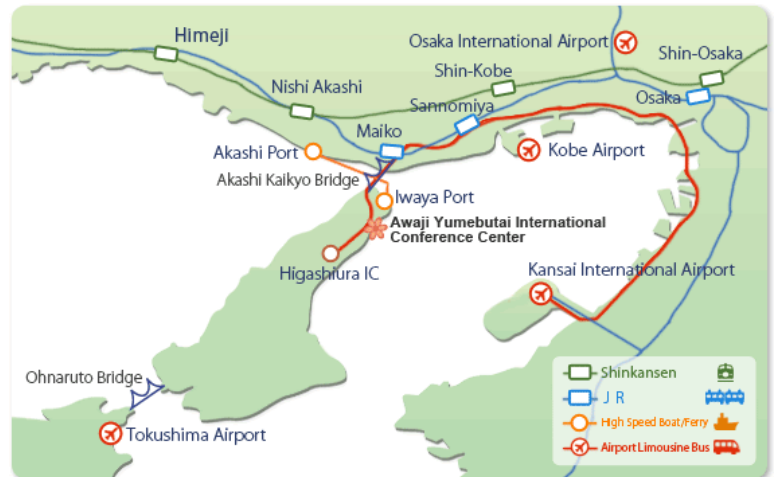 Himeji
Osaka International Airport
Shin-Osaka
Shin-Kobe
Nishi Akashi
Osaka
Sannomiya
Maiko
Akashi Port
Kobe Airport
Akashi Kaikyo Bridge
Iwaya Port
Awaji Yumebutai International
Conference Center
Higashiura IC
Kansai International Airport
Ohnaruto Bridge
Tokushima Airport
Shinkansen
J R
High Speed Boat/Ferry
Airport Limousine Bus